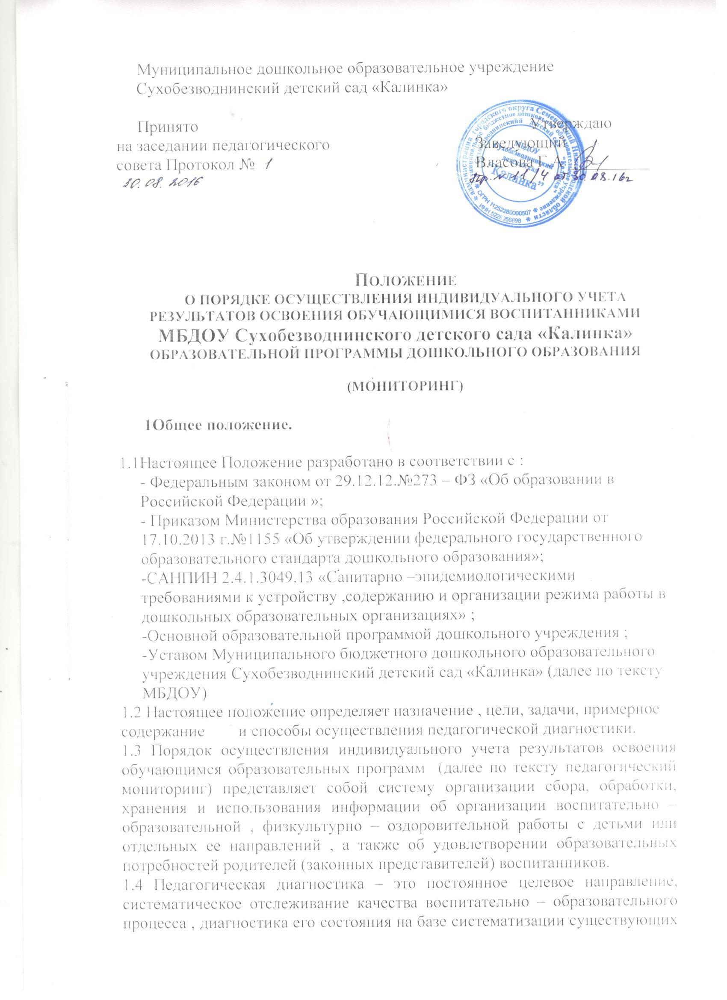 Муниципальное дошкольное образовательное учреждение
Сухобезводнинский детский сад «Калинка»
Принято
на заседании педагогического
совета Протокол № 1
30.08.2016
Утверждаю
Заведующий
Власова Г.А
пр. № 11/4 от 30.08.16г
администрация городского округа Семеновский Нижегородской области
муниципальное бюджетное дошкольное образовательное учреждение
Сухобезводнинский детский сад "Калинка"
* ОГРН 11252280000507 *
* ИНН 5228056698 *
МБДОУ
Сухобезводнинский
детский сад
"Калинка"
ПОЛОЖЕНИЕ
О ПОРЯДКЕ ОСУЩЕСТВЛЕНИЯ ИНДИВИДУАЛЬНОГО УЧЕТА
РЕЗУЛЬТАТОВ ОСВОЕНИЯ ОБУЧАЮЩИМИСЯ ВОСПИТАННИКАМИ
МБДОУ Сухобезводнинского детского сада «Калинка»
ОБРАЗОВАТЕЛЬНОЙ ПРОГРАММЫ ДОШКОЛЬНОГО ОБРАЗОВАНИЯ
(МОНИТОРИНГ)
1Общее положение.
1.1Настоящее Положение разработано в соответствии с :
- Федеральным законом от 29.12.12.№273 – ФЗ «Об образовании в
Российской Федерации »;
- Приказом Министерства образования Российской Федерации от
17.10.2013 г.№1155 «Об утверждении федерального государственного
образовательного стандарта дошкольного образования»;
-САНПИН 2.4.1.3049.13 «Санитарно –эпидемиологическими
требованиями к устройству ,содержанию и организации режима работы в
дошкольных образовательных организациях» ;
-Основной образовательной программой дошкольного учреждения ;
-Уставом Муниципального бюджетного дошкольного образовательного
учреждения Сухобезводнинский детский сад «Калинка» (далее по тексту
МБДОУ)
1.2 Настоящее положение определяет назначение , цели, задачи, примерное
содержание и способы осуществления педагогической диагностики.
1.3 Порядок осуществления индивидуального учета результатов освоения
обучающимся образовательных программ (далее по тексту педагогический
мониторинг) представляет собой систему организации сбора, обработки,
хранения и использования информации об организации воспитательно –
образовательной , физкультурно – оздоровительной работы с детьми или
отдельных ее направлений , а также об удовлетворении образовательных
потребностей родителей (законных представителей) воспитанников.
1.4 Педагогическая диагностика – это постоянное целевое направление,
систематическое отслеживание качества воспитательно – образовательного
процесса , диагностика его состояния на базе систематизации существующих